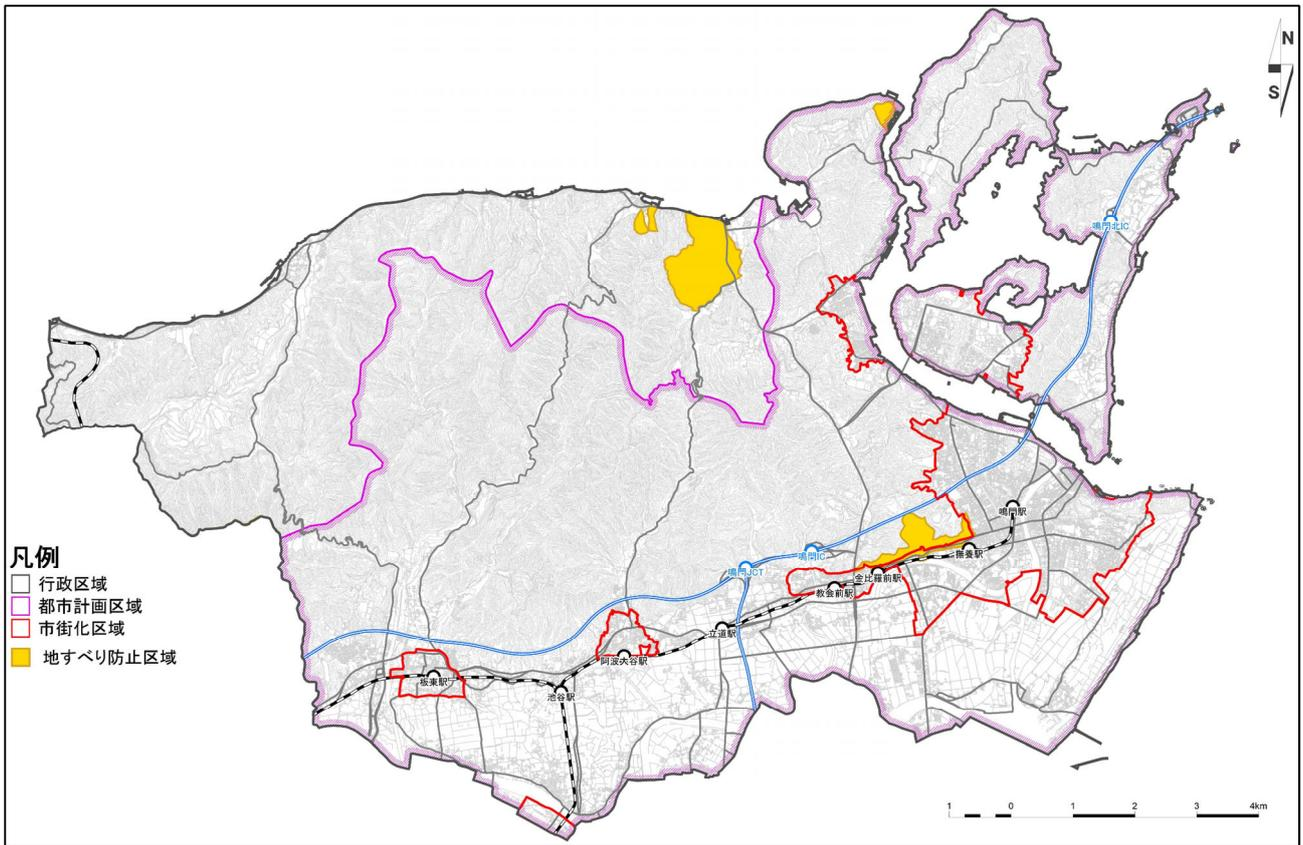 N
S
鳴門北IC
鳴門駅
撫養駅
鳴門IC
鳴門JCT
金比羅前駅
教会前駅
立道駅
阿波大谷駅
板東駅
池谷駅
凡例
行政区域
都市計画区域
市街化区域
地すべり防止区域
1 0 1 2 3 4km